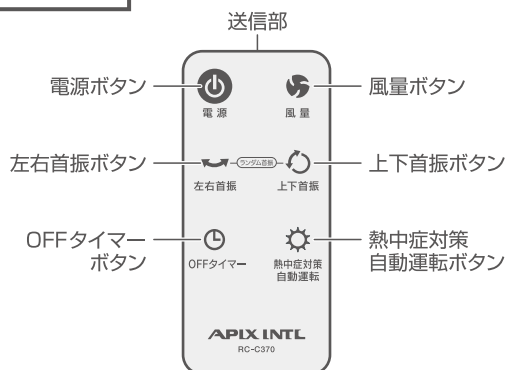 送信部
電源ボタン
風量ボタン
電源
風量
左右首振ボタン
ランダム首振
上下首振ボタン
左右首振
上下首振
OFFタイマー
ボタン
熱中症対策
自動運転ボタン
OFFタイマー
熱中症対策
自動運転
APIX INTL
RC-C370